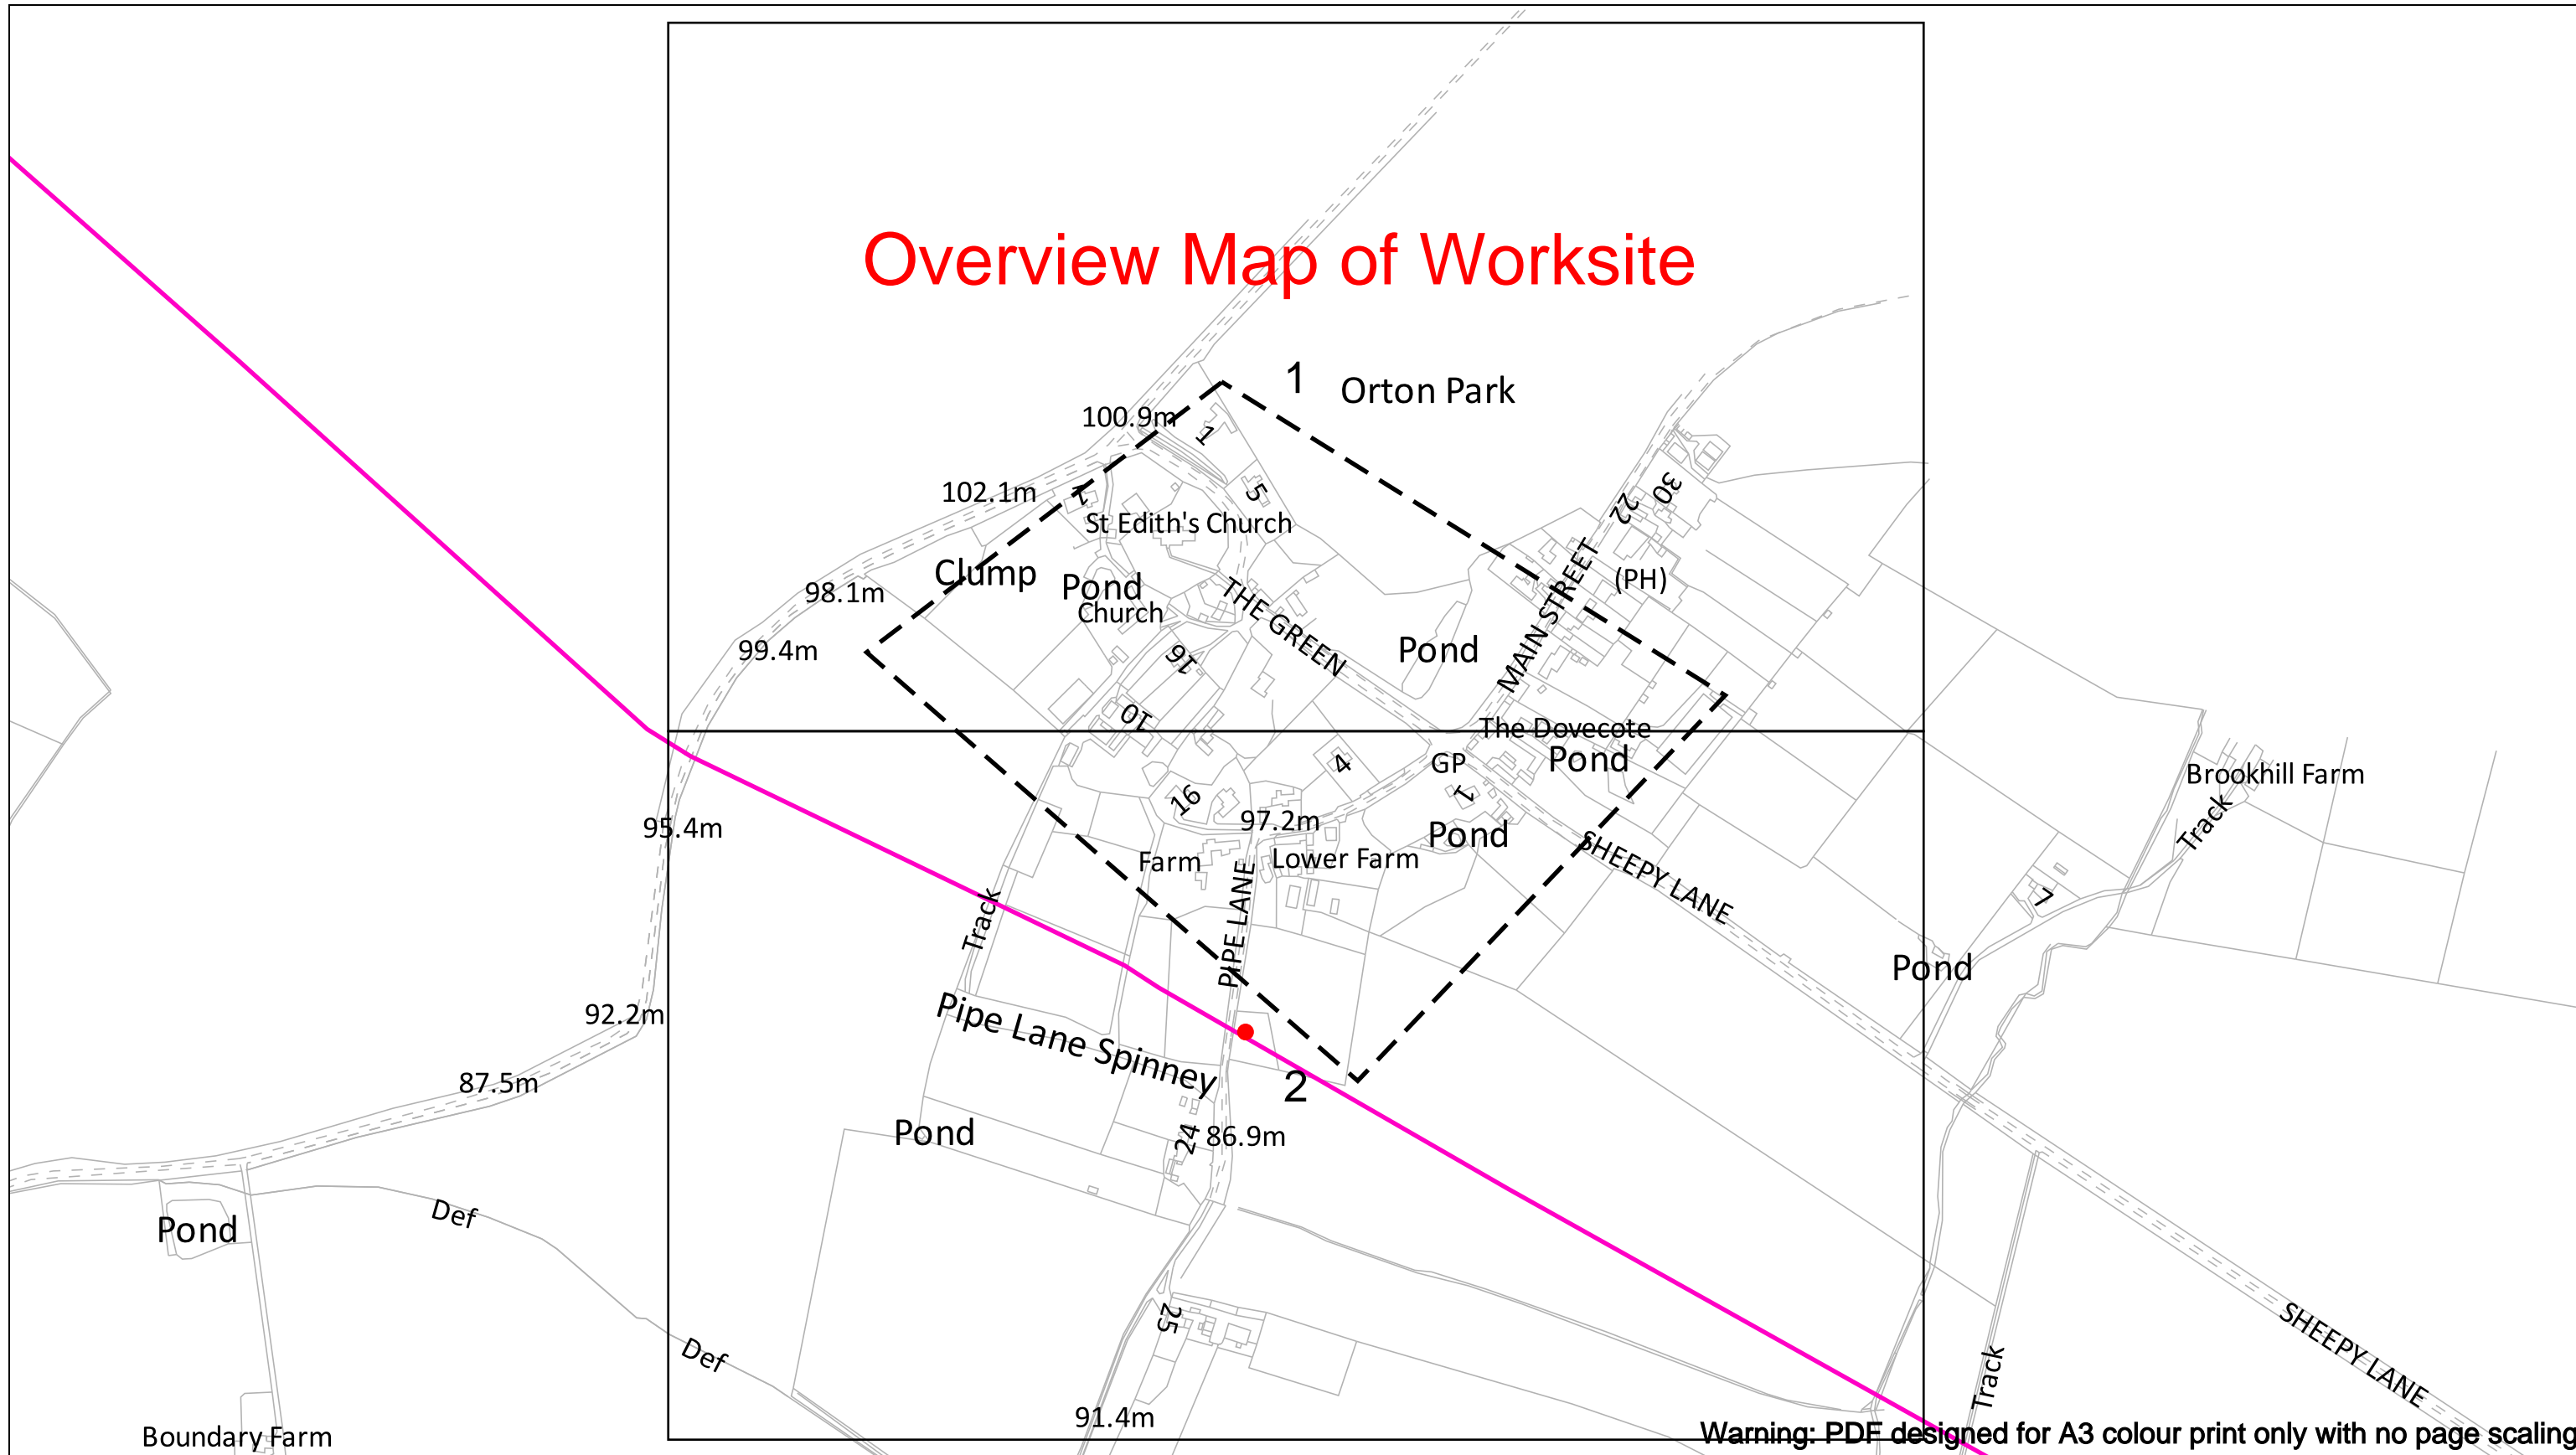 Overview Map of Worksite
1
Orton Park
100.9m
1
102.1m
1
5
30
22
St Edith's Church
Clump
Pond
(PH)
98.1m
Church
THE GREEN
MAIN STREET
99.4m
16
Pond
10
The Dovecote
GP
Pond
4
Brookhill Farm
16
1
97.2m
95.4m
Pond
Track
Farm
Lower Farm
SHEEPY LANE
7
PIPE LANE
Track
Pond
92.2m
Pipe Lane Spinney
87.5m
2
Pond
24
86.9m
Def
Pond
25
Def
SHEEPY LANE
Track
91.4m
Boundary Farm
Warning: PDF designed for A3 colour print only with no page scaling